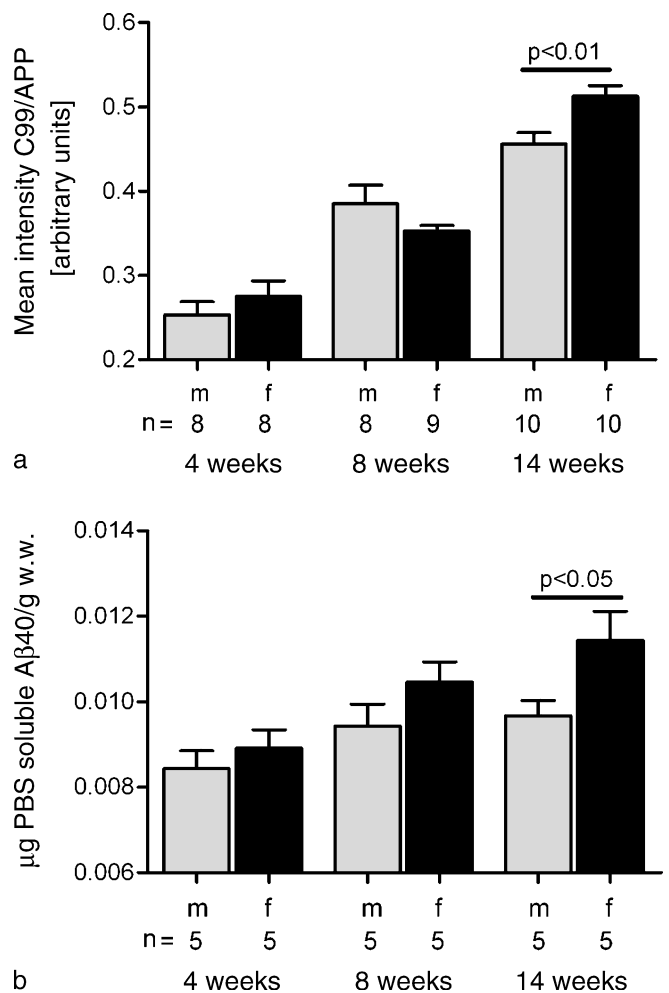 a
0.6
0.5
0.4
0.3
0.2
Mean intensity C99/APP
[arbitrary units]
p<0.01
m f m f m f
n= 8 8 8 9 10 10
4 weeks 8 weeks 14 weeks
b
0.014
0.012
0.010
0.008
0.006
µg PBS soluble Aβ40/g w.w.
p<0.05
m f m f m f
n= 5 5 5 5 5 5
4 weeks 8 weeks 14 weeks